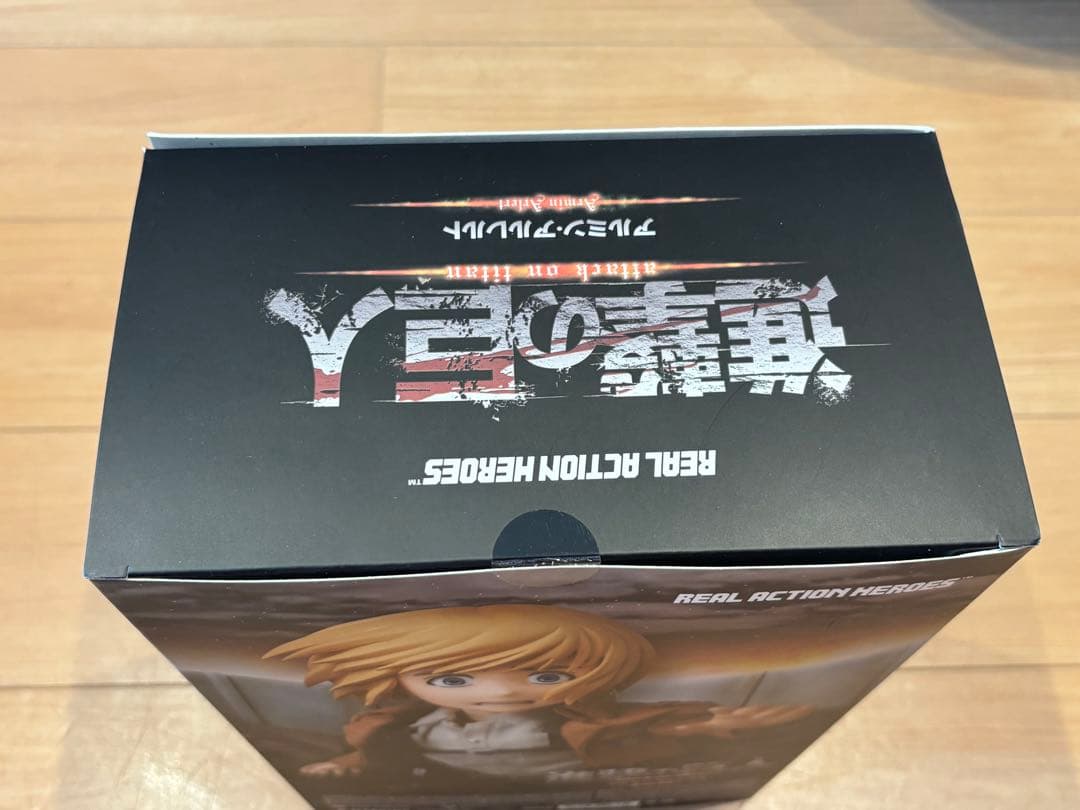 REAL ACTION HEROES™
進撃の巨人
attack on titan
アルミン・アルレルト
Armin Arlert
REAL ACTION HEROES™